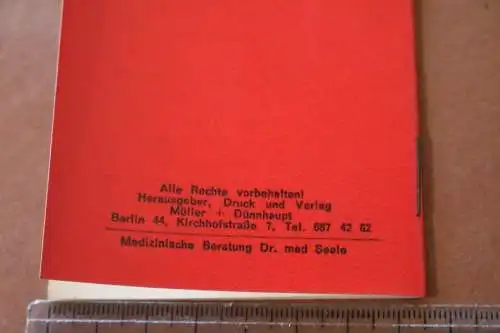 Alle Rechte vorbehalten!
Herausgeber, Druck und Verlag
Müller + Dünnhaupt
Berlin 44, Kirchhofstraße 7, Tel. 687 42 62
Medizinische Beratung Dr. med Seele